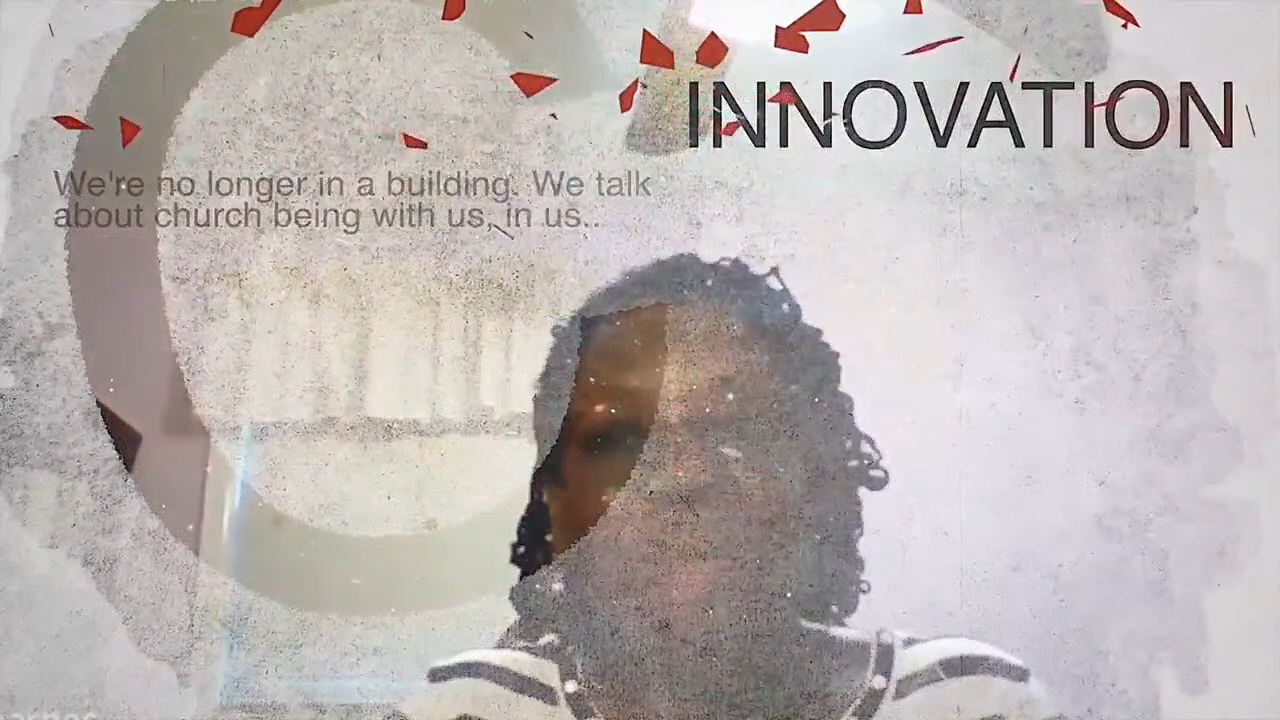 INNOVATION
We're no longer in a building. We talk
about church being with us, in us..